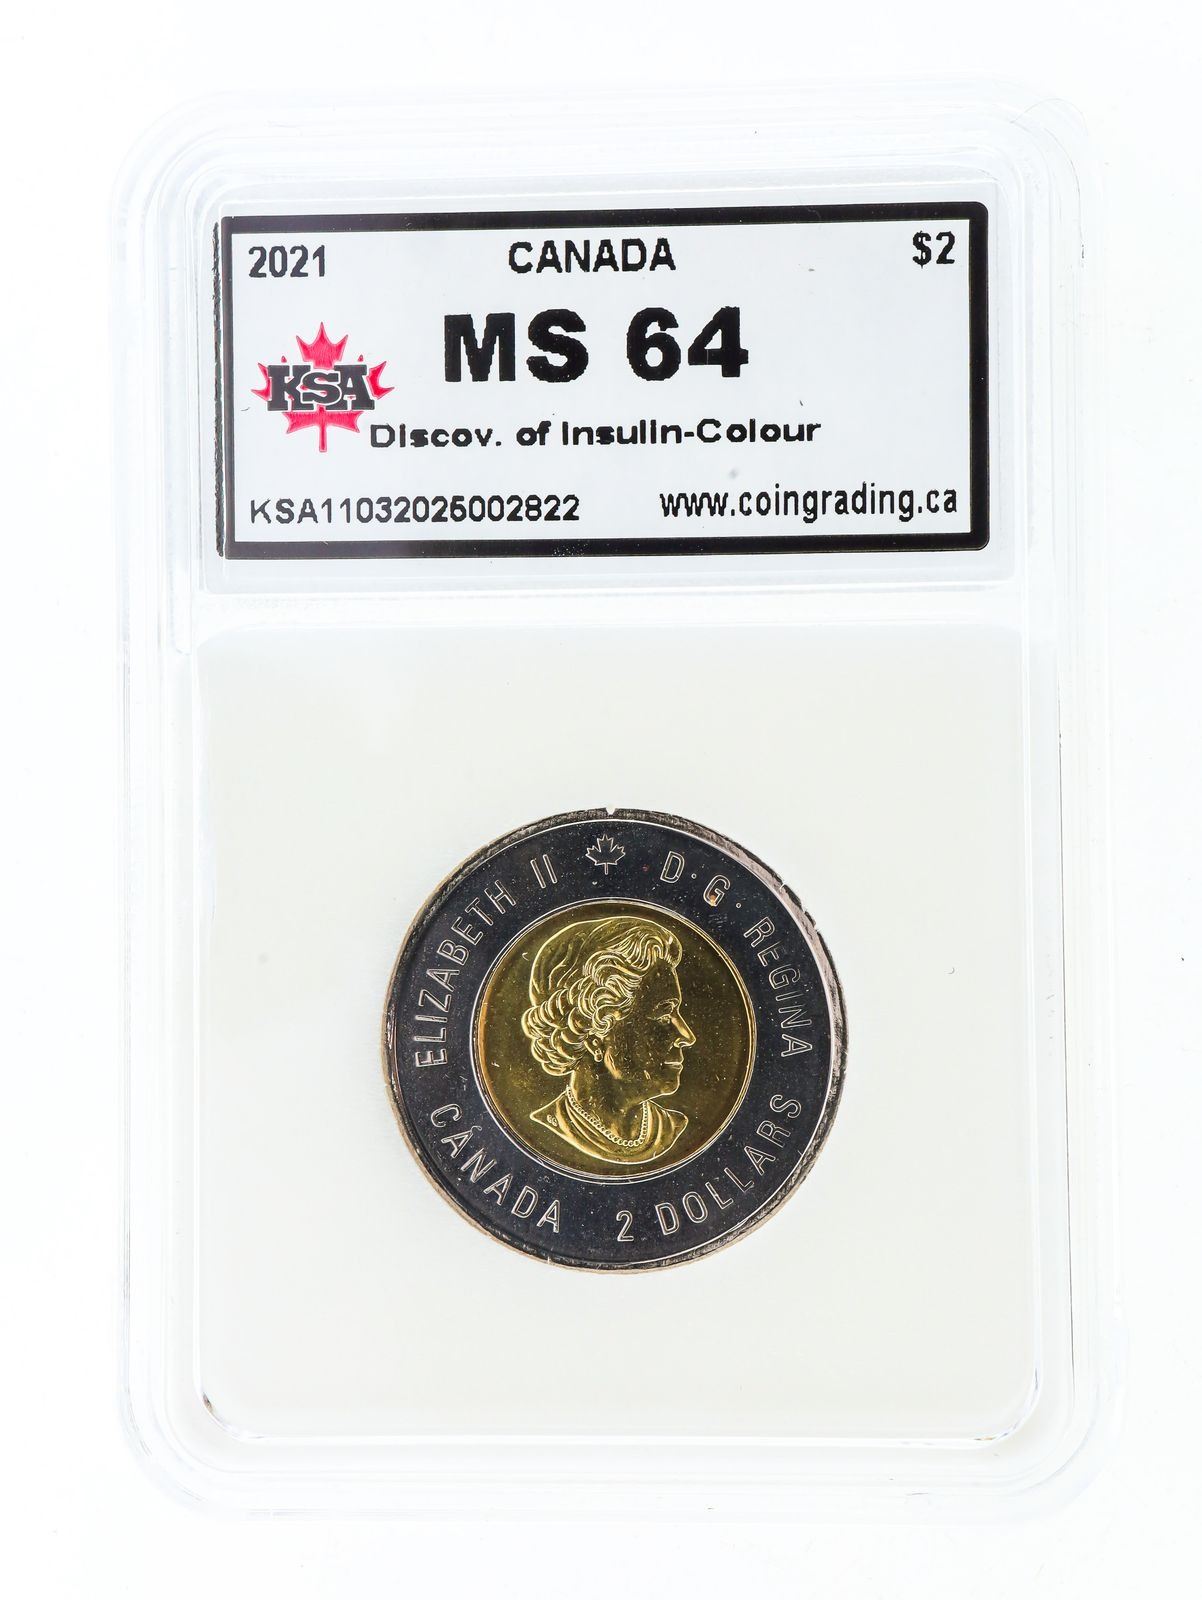 2021 CANADA $2
MS 64
KSA
Discov. of Insulin-Colour
KSA11032025002822 www.coingrading.ca
ELIZABETH II D·G·REGINA
CANADA 2 DOLLARS